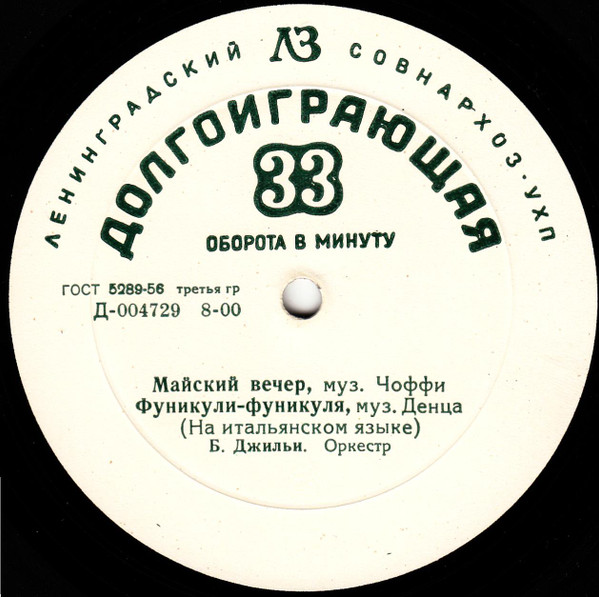 ЛЕНИНГРАДСКИЙ ЛЗ СОВНАРХОЗ · УХП
ДОЛГОИГРАЮЩАЯ
33
ОБОРОТА В МИНУТУ
ГОСТ 5289-56 третья гр
Д-004729 8-00
Майский вечер, муз. Чоффи
Фуникули-фуникуля, муз. Денца
(На итальянском языке)
Б. Джильи. Оркестр